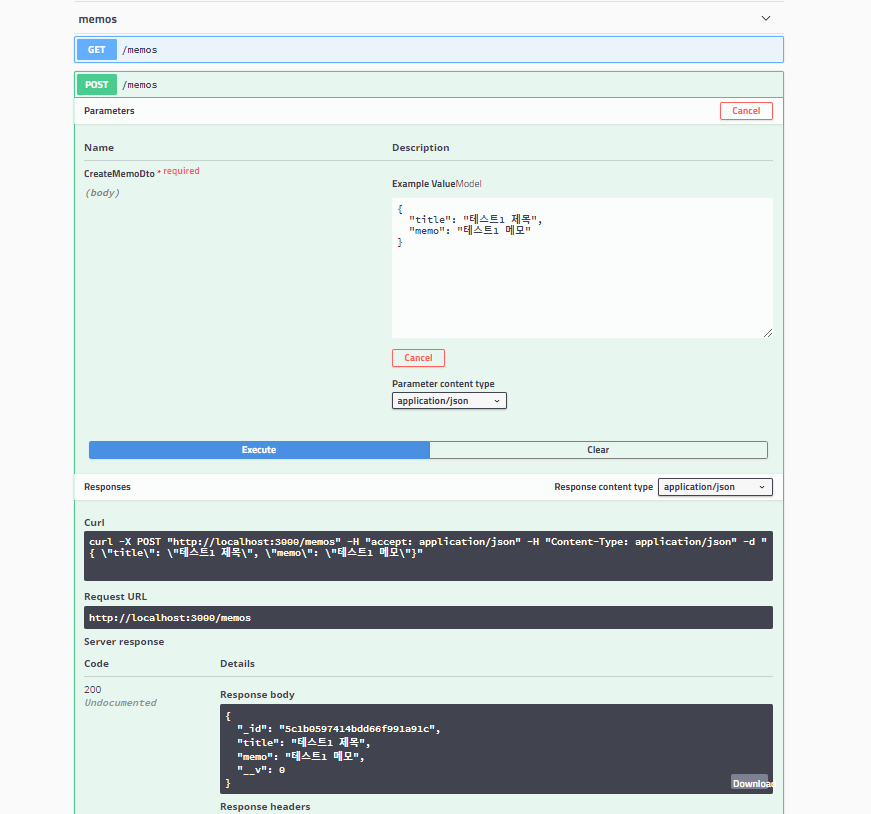 memos
GET /memos
POST /memos
Parameters Cancel
Name Description
CreateMemoDto * required
(body)
Example ValueModel
{
"title": "테스트1 제목",
"memo": "테스트1 메모"
}
Cancel
Parameter content type
application/json
Execute Clear
Responses Response content type application/json
Curl
curl -X POST "http://localhost:3000/memos" -H "accept: application/json" -H "Content-Type: application/json" -d "
{ \"title\": \"테스트1 제목\", \"memo\": \"테스트1 메모\"}"
Request URL
http://localhost:3000/memos
Server response
Code Details
200
Undocumented
Response body
{
"_id": "5c1b0597414bdd66f991a91c",
"title": "테스트1 제목",
"memo": "테스트1 메모",
"__v": 0
}
Download
Response headers